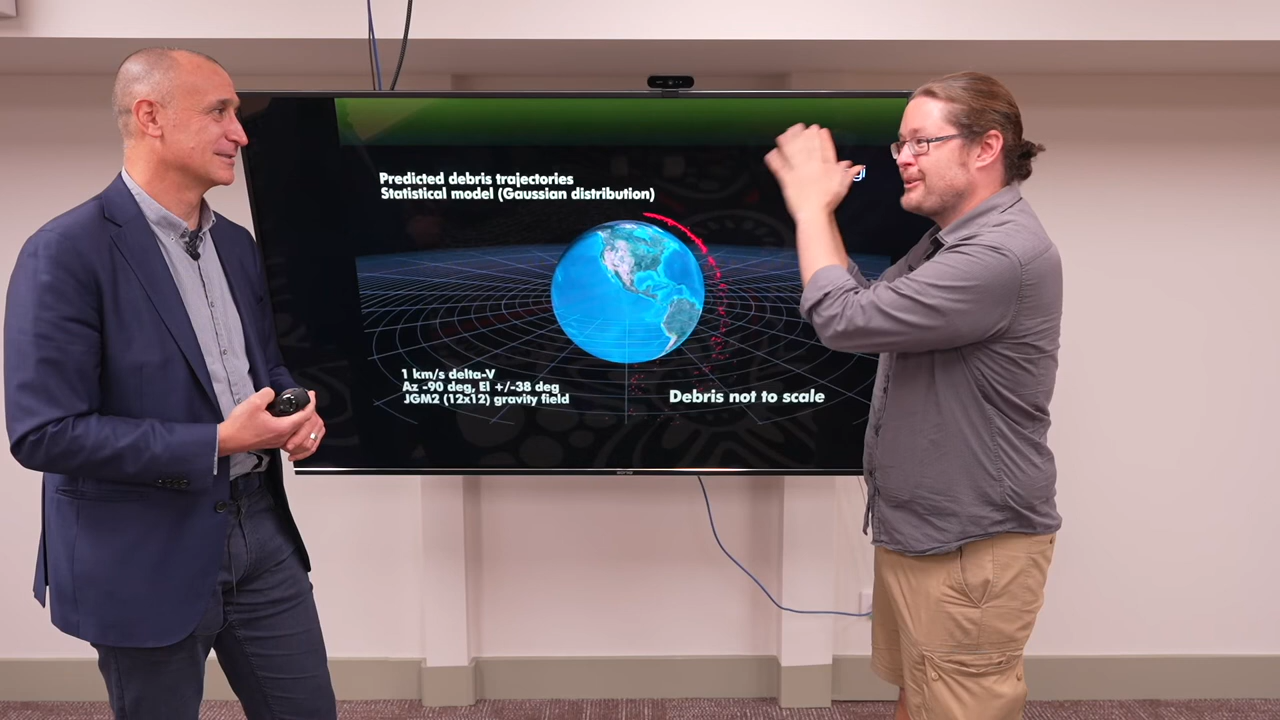 Predicted debris trajectories
Statistical model (Gaussian distribution)
1 km/s delta-V
Az -90 deg, El +/-38 deg
JGM2 (12x12) gravity field
Debris not to scale